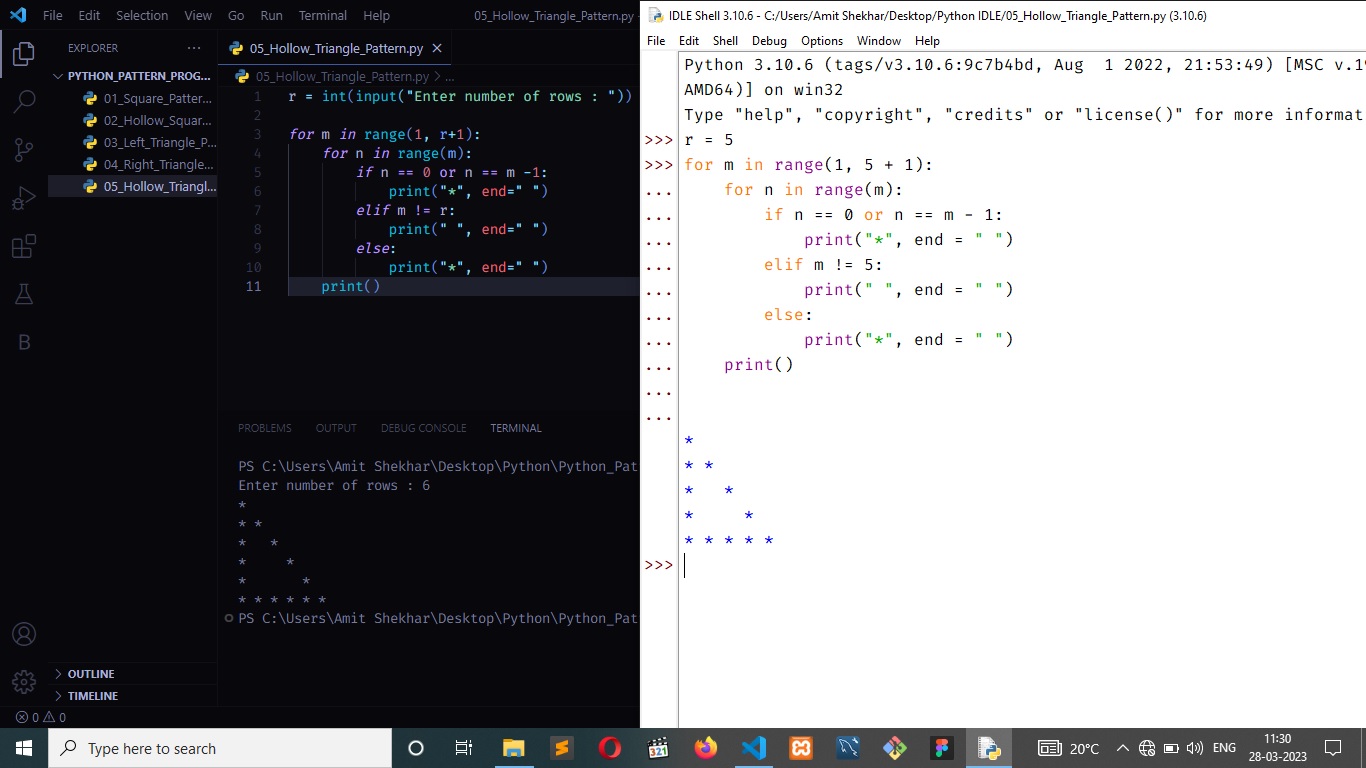 File Edit Selection View Go Run Terminal Help 05_Hollow_Triangle_Pattern.py -
EXPLORER ...
PYTHON_PATTERN_PROG...
01_Square_Patter...
02_Hollow_Squar...
03_Left_Triangle_P...
04_Right_Triangle...
05_Hollow_Triangl...
OUTLINE
TIMELINE
0 0
05_Hollow_Triangle_Pattern.py ×
05_Hollow_Triangle_Pattern.py > ...
1 r = int(input("Enter number of rows : "))
2
3 for m in range(1, r+1):
4     for n in range(m):
5         if n == 0 or n == m -1:
6             print("*", end=" ")
7         elif m != r:
8             print(" ", end=" ")
9         else:
10             print("*", end=" ")
11     print()
PROBLEMS OUTPUT DEBUG CONSOLE TERMINAL
PS C:\Users\Amit Shekhar\Desktop\Python\Python_Pat
Enter number of rows : 6
*
* *
*   *
*     *
*       *
* * * * * *
PS C:\Users\Amit Shekhar\Desktop\Python\Python_Pat
IDLE Shell 3.10.6 - C:/Users/Amit Shekhar/Desktop/Python IDLE/05_Hollow_Triangle_Pattern.py (3.10.6)
File Edit Shell Debug Options Window Help
Python 3.10.6 (tags/v3.10.6:9c7b4bd, Aug  1 2022, 21:53:49) [MSC v.19
AMD64)] on win32
Type "help", "copyright", "credits" or "license()" for more informat
>>> r = 5
>>> for m in range(1, 5 + 1):
...     for n in range(m):
...         if n == 0 or n == m - 1:
...             print("*", end = " ")
...         elif m != 5:
...             print(" ", end = " ")
...         else:
...             print("*", end = " ")
...     print()
...
...
*
* *
*   *
*     *
* * * * *
>>>
Type here to search
20°C ENG 11:30
28-03-2023